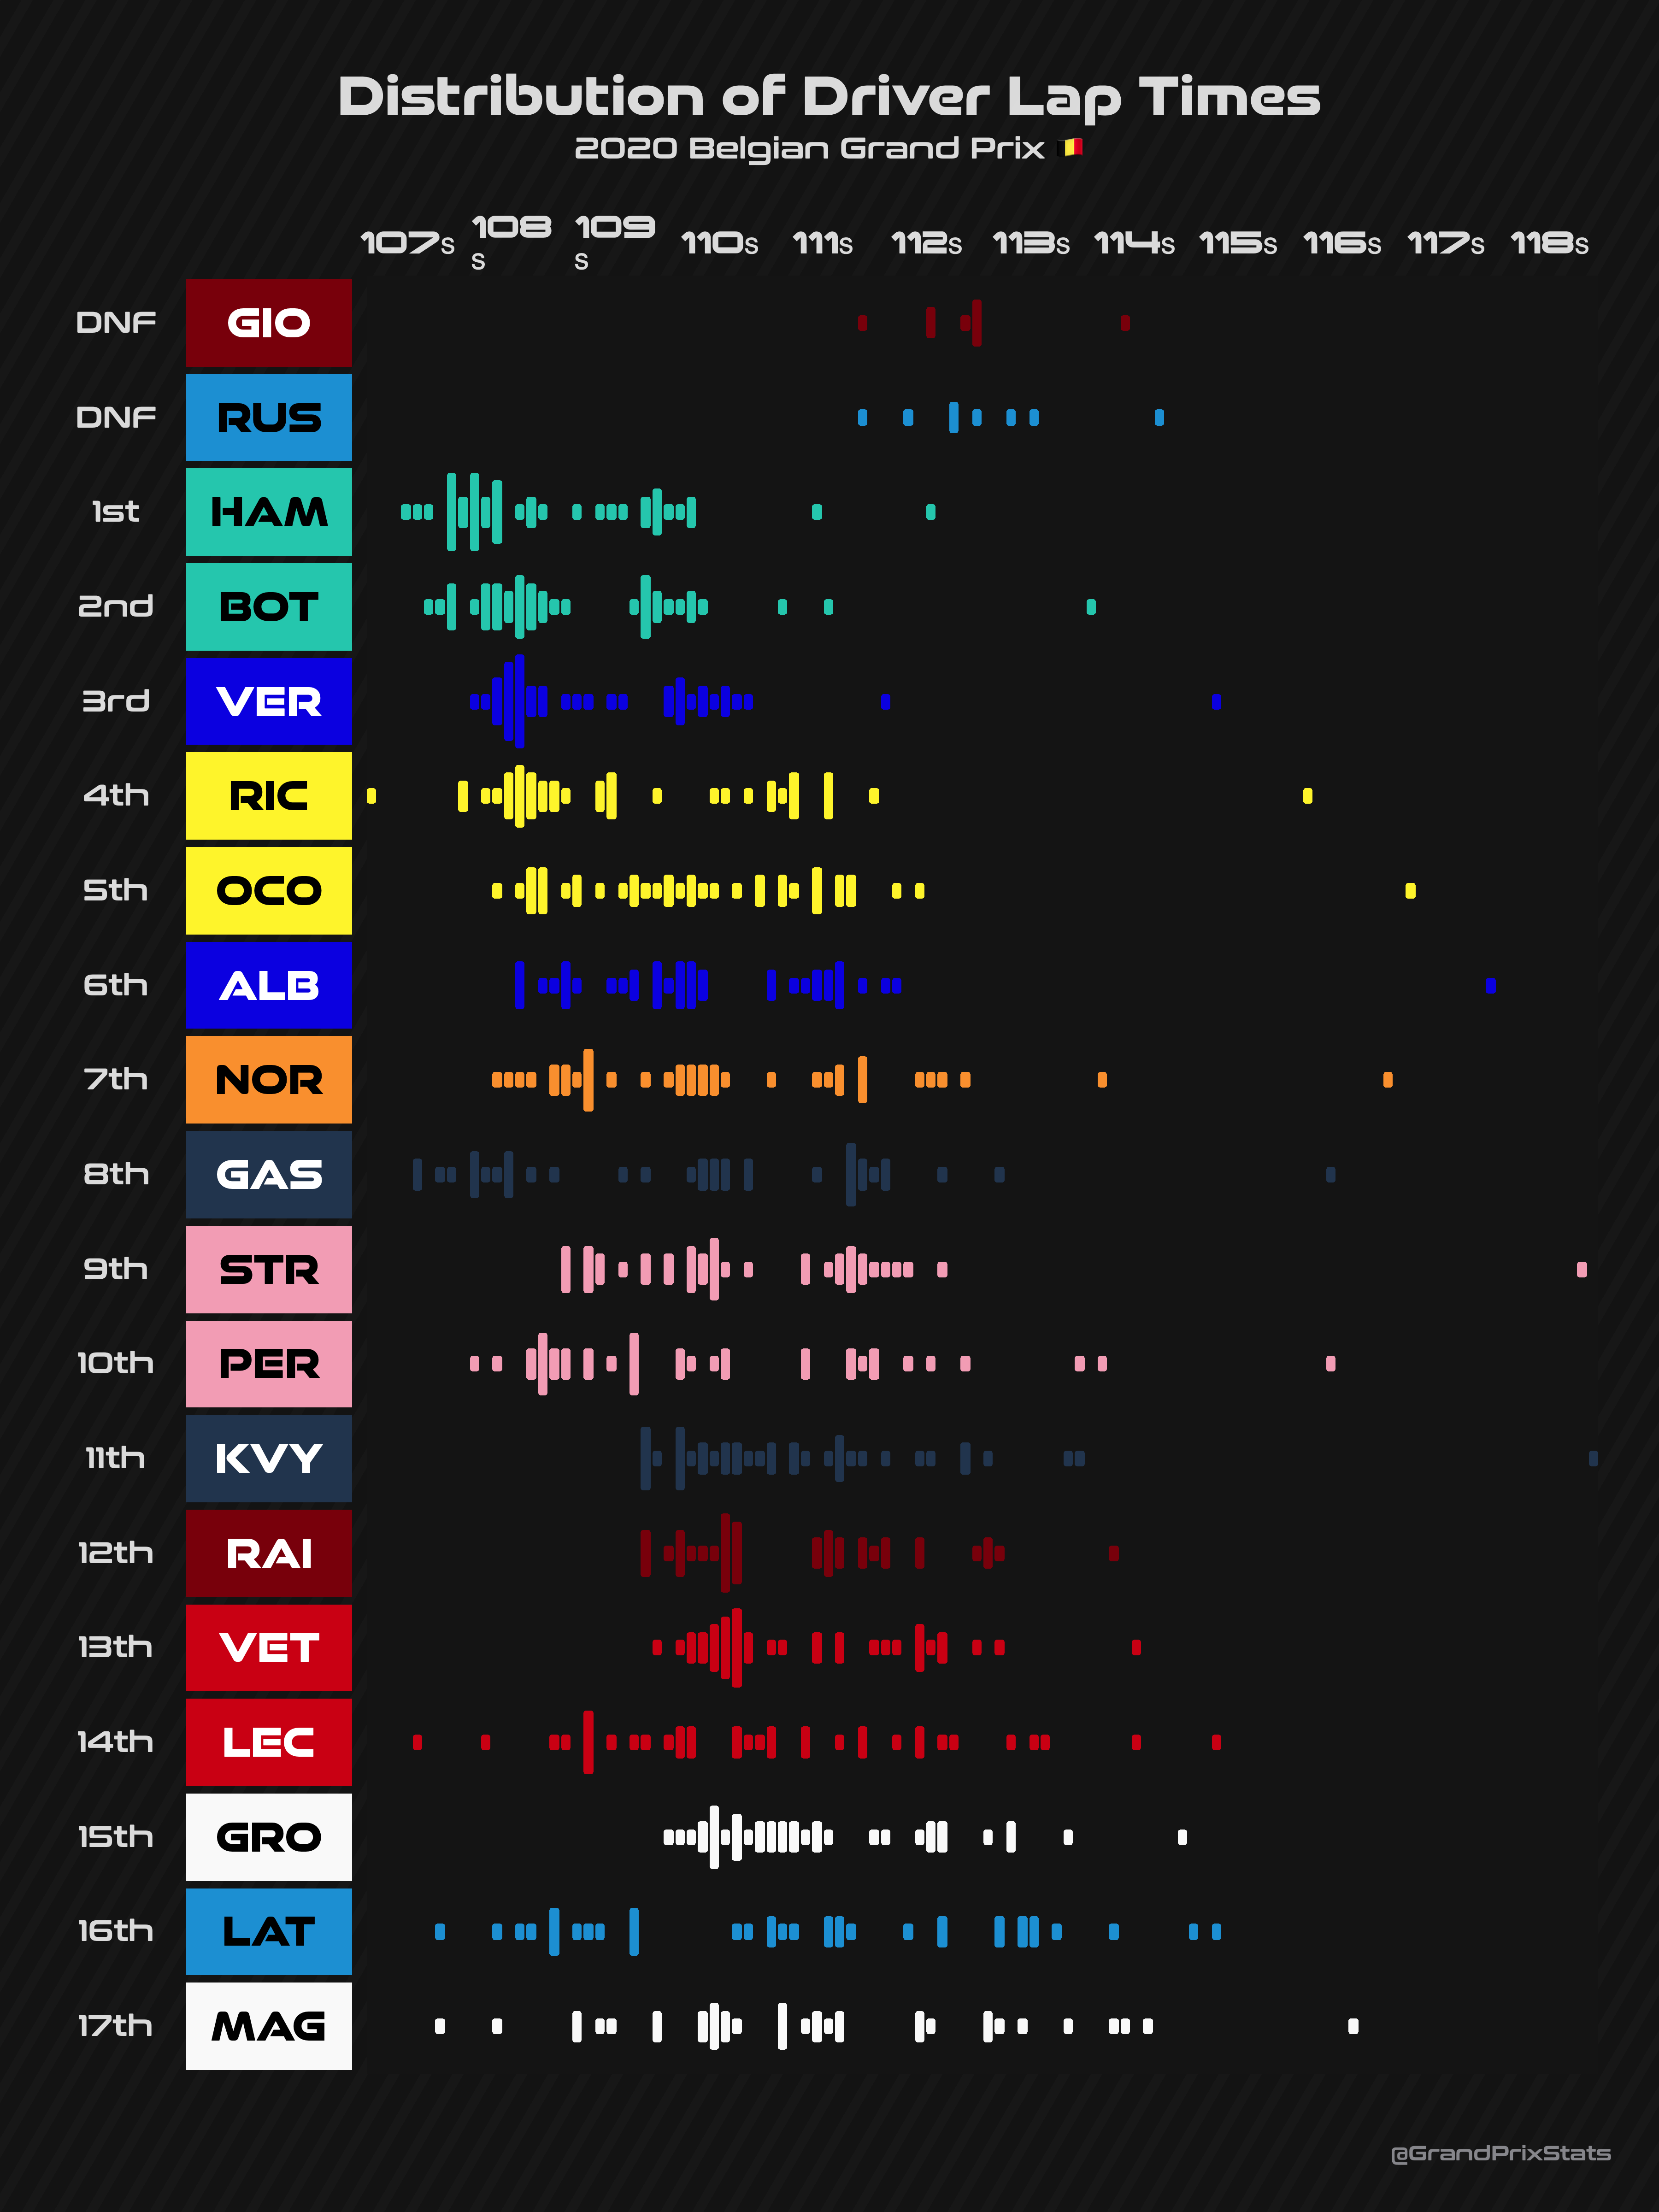 Distribution of Driver Lap Times
2020 Belgian Grand Prix 🇧🇪
107s 108s 109s 110s 111s 112s 113s 114s 115s 116s 117s 118s
DNF GIO
DNF RUS
1st HAM
2nd BOT
3rd VER
4th RIC
5th OCO
6th ALB
7th NOR
8th GAS
9th STR
10th PER
11th KVY
12th RAI
13th VET
14th LEC
15th GRO
16th LAT
17th MAG
@GrandPrixStats